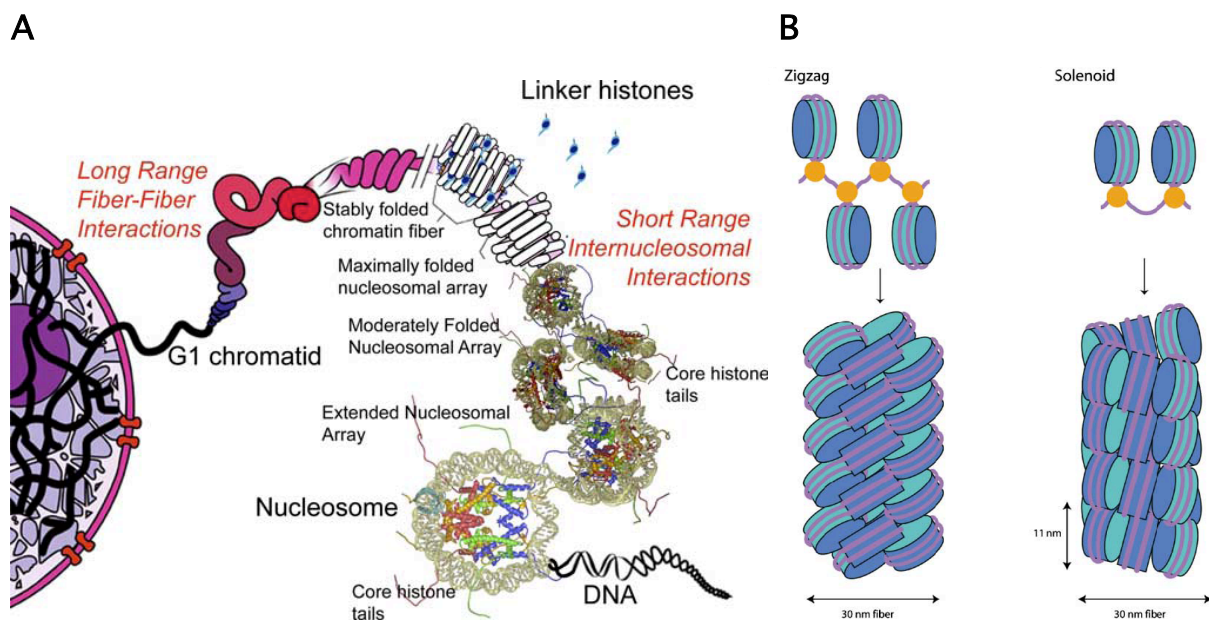 A
Linker histones
Long Range
Fiber-Fiber
Interactions
Stably folded
chromatin fiber
Short Range
Internucleosomal
Interactions
Maximally folded
nucleosomal array
G1 chromatid
Moderately Folded
Nucleosomal Array
Core histone
tails
Extended Nucleosomal
Array
Nucleosome
Core histone
tails
DNA
B
Zigzag
Solenoid
11 nm
30 nm fiber
30 nm fiber